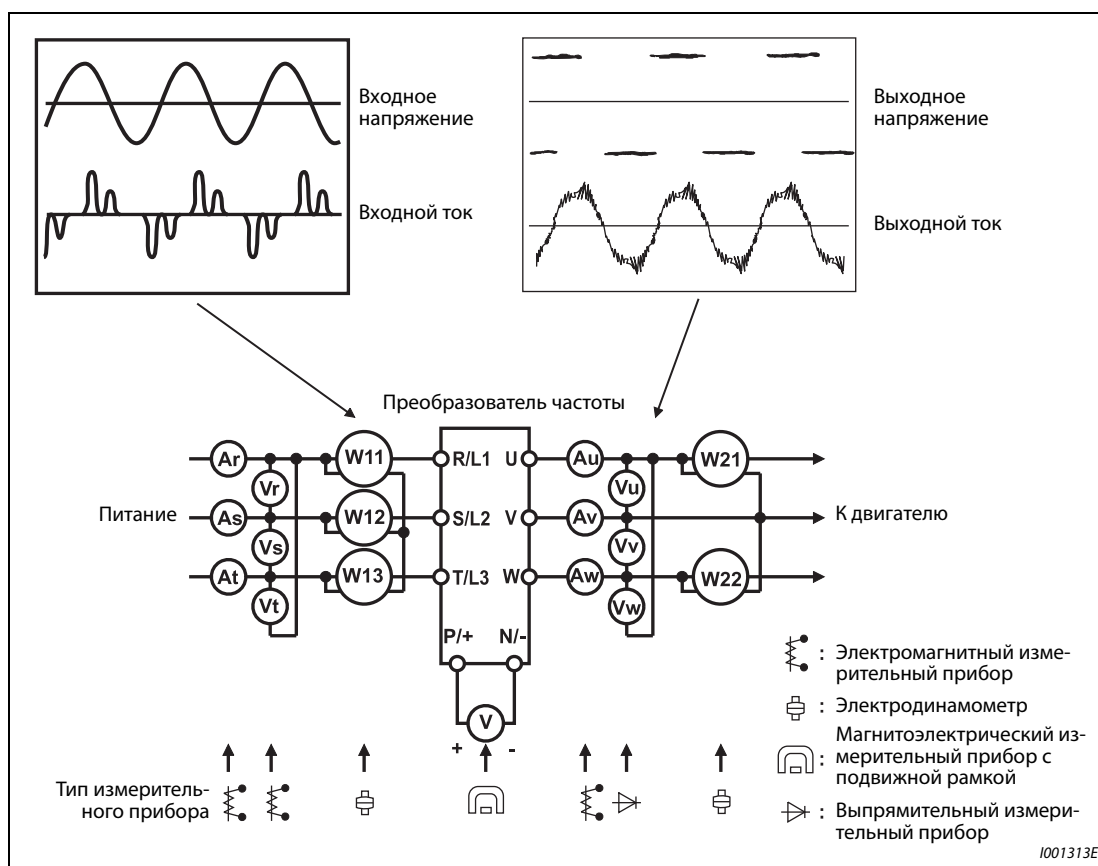 Входное
напряжение
Входной ток
Выходное
напряжение
Выходной ток
Преобразователь частоты
Ar
Vr
W11
R/L1
U
Au
Vu
W21
Питание
As
Vs
W12
S/L2
V
Av
Vv
К двигателю
At
Vt
W13
T/L3
W
Aw
Vw
W22
P/+
N/-
V
+
-
Тип измеритель-
ного прибора
: Электромагнитный изме-
рительный прибор
: Электродинамометр
Магнитоэлектрический из-
: мерительный прибор с
подвижной рамкой
: Выпрямительный измери-
тельный прибор
I001313E